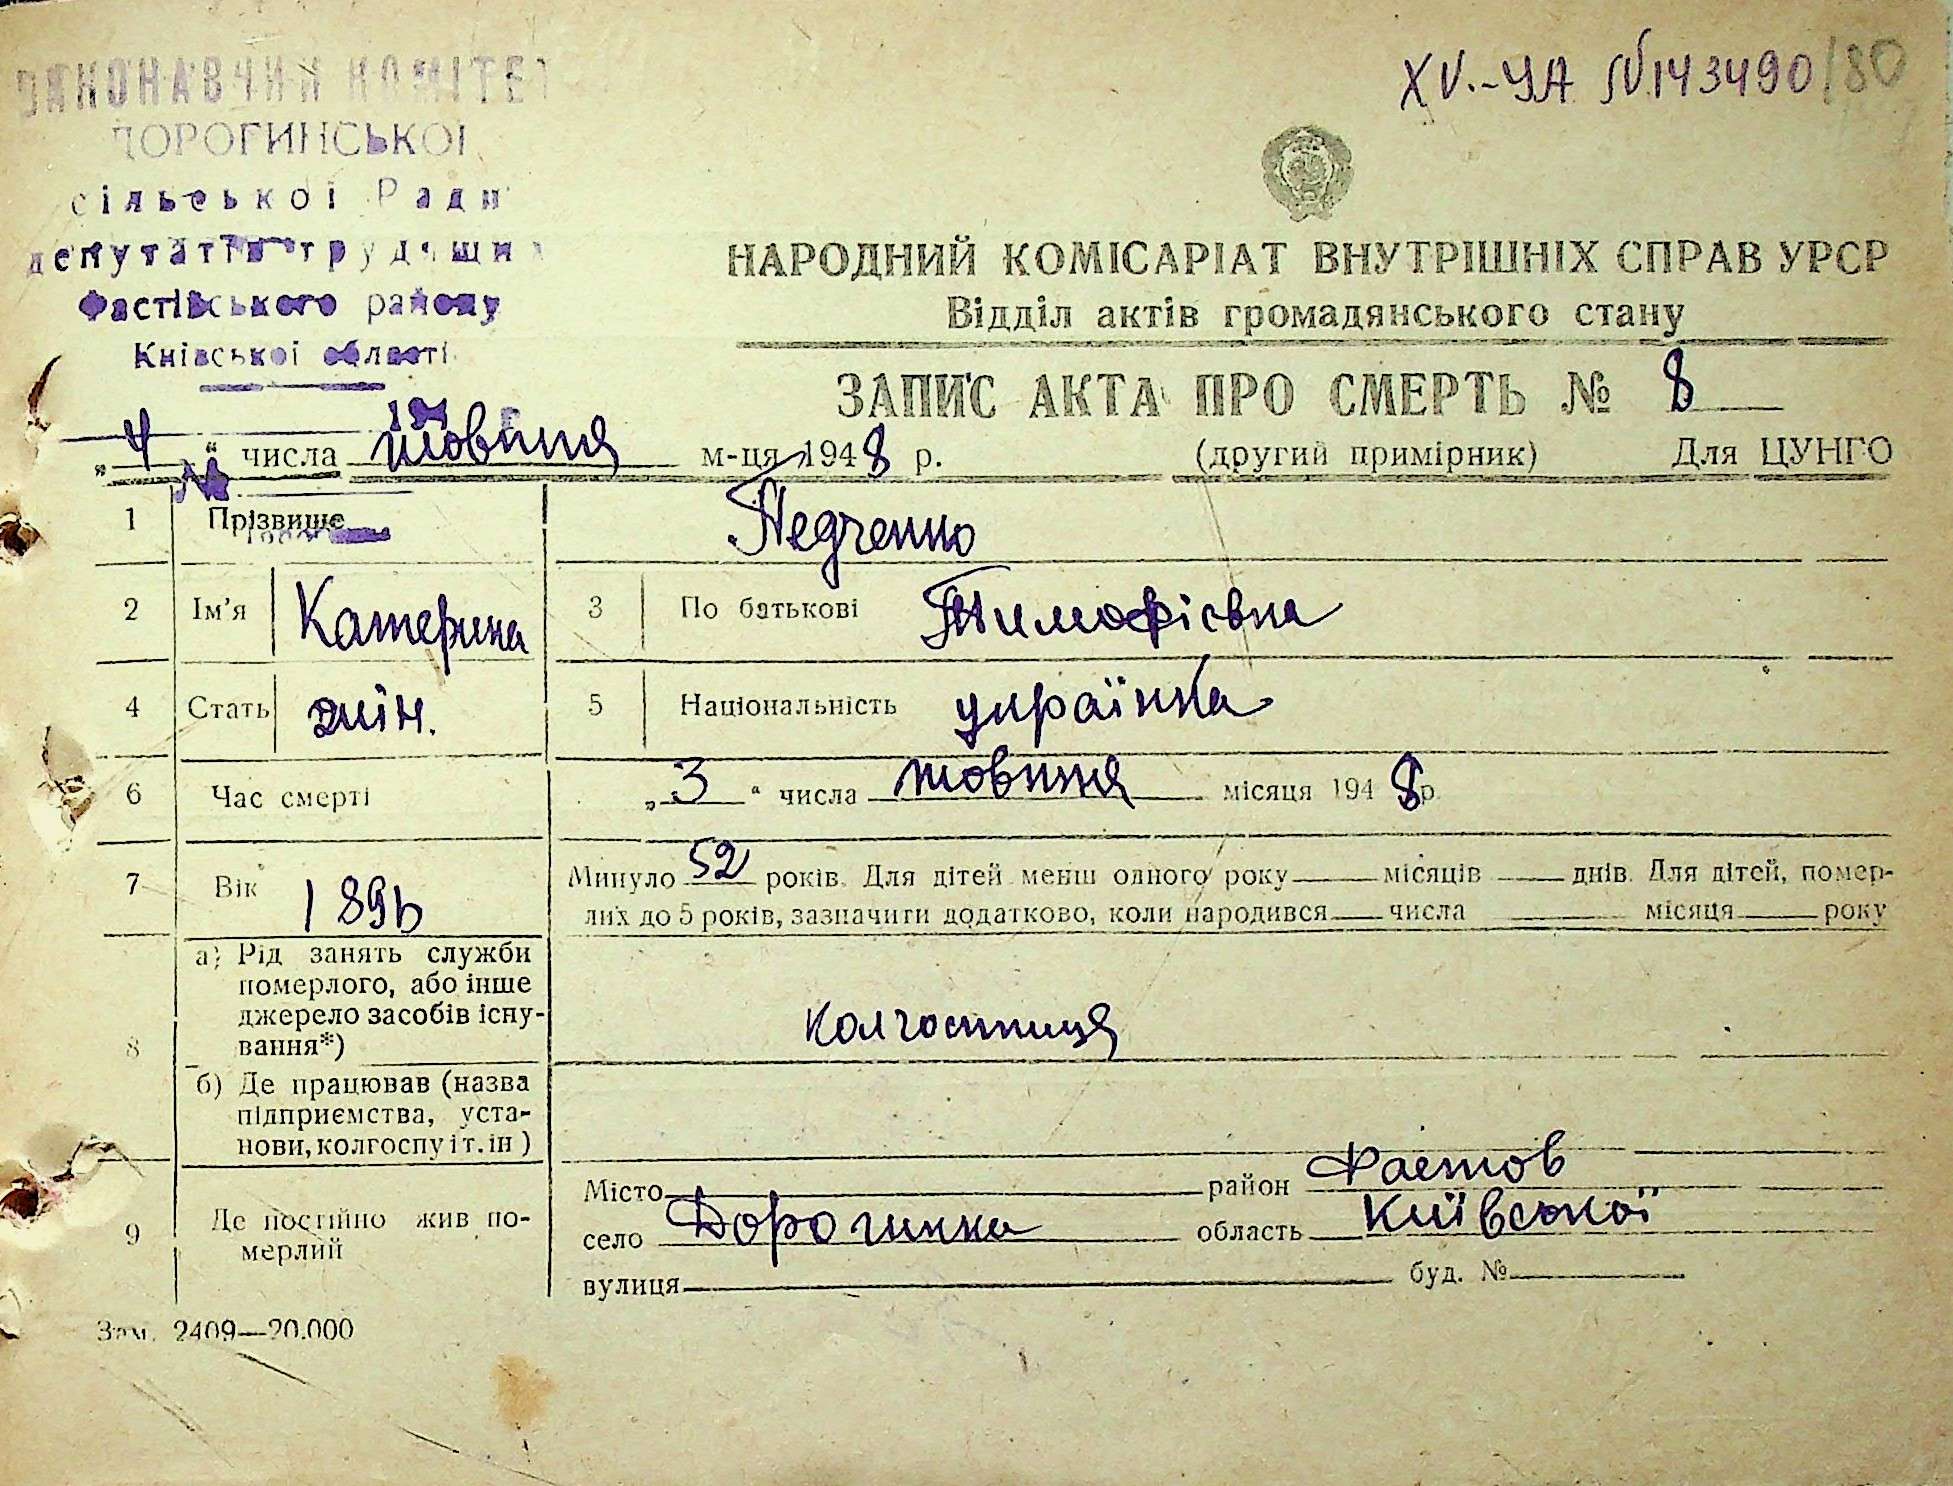 ВИКОНАВЧИЙ КОМІТЕТ
ДОРОГИНСЬКОЇ
сільської Ради
депутатів трудящих
Фастівського району
Київської області
194
№
XV.-УА №143490/80
НАРОДНИЙ КОМІСАРІАТ ВНУТРІШНІХ СПРАВ УРСР
Відділ актів громадянського стану
ЗАПИС АКТА ПРО СМЕРТЬ № 8
„4“ числа жовтня м-ця 1948 р. (другий примірник) Для ЦУНГО
1 Прізвище Педченко
2 Ім'я Катерина 3 По батькові Тимофієвна
4 Стать жін. 5 Національність українка
6 Час смерті „3“ числа жовтня місяця 1948 р.
7 Вік 1896 Минуло 52 років. Для дітей менш одного року місяців днів. Для дітей, помер-
лих до 5 років, зазначити додатково, коли народився числа місяця року
8 а) Рід занять служби
померлого, або інше
джерело засобів існу-
вання*) колгоспниця
б) Де працював (назва
підприємства, уста-
нови, колгоспу і т. ін )
9 Де постійно жив по-
мерлий
Місто район Фастов
село Дорогинка область Київської
вулиця буд. №
Зам. 2409—20.000